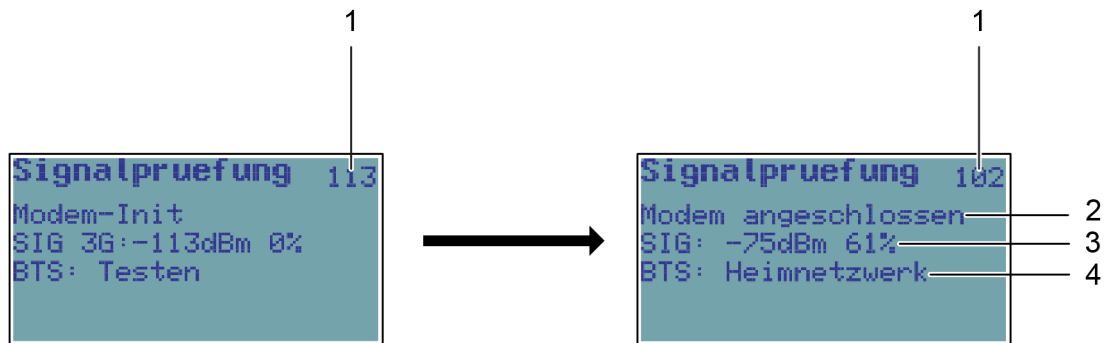 1
1
Signalpruefung 113
Modem-Init
SIG 3G:-113dBm 0%
BTS: Testen
Signalpruefung 102
Modem angeschlossen 2
SIG: -75dBm 61% 3
BTS: Heimnetzwerk 4